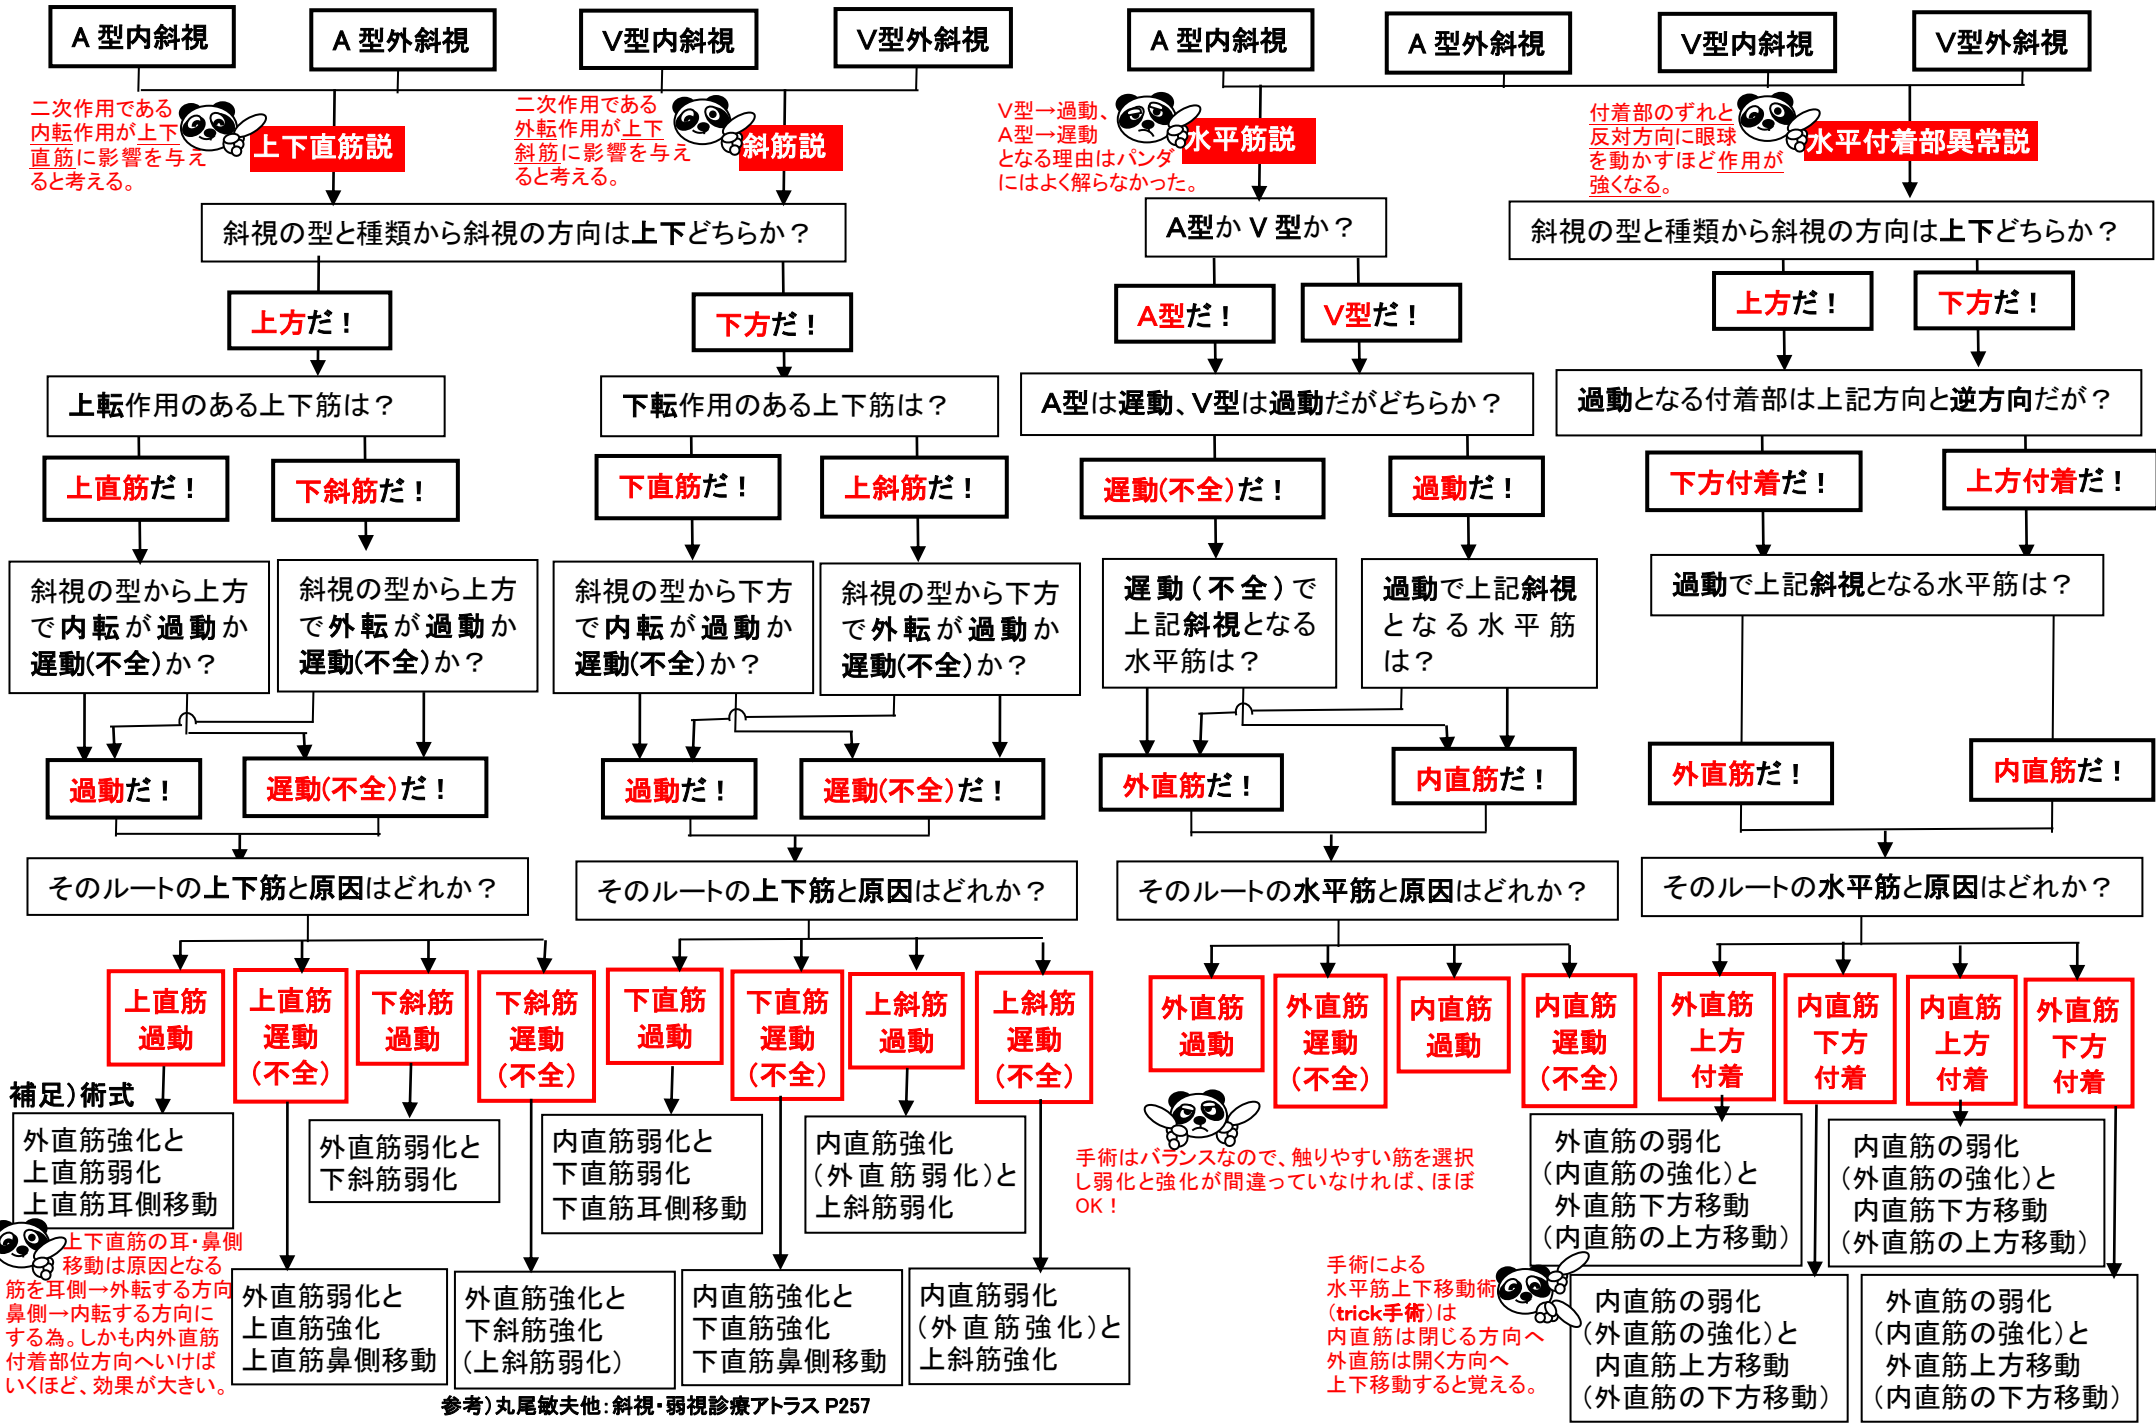 A 型内斜視
A 型外斜視
V型内斜視
V型外斜視
A 型内斜視
A 型外斜視
V型内斜視
V型外斜視
二次作用である
内転作用が上下
直筋に影響を与え
ると考える。
上下直筋説
二次作用である
外転作用が上下
斜筋に影響を与え
ると考える。
斜筋説
V型→過動、
A型→遅動
となる理由はパンダ
にはよく解らなかった。
水平筋説
付着部のずれと
反対方向に眼球
を動かすほど作用が
強くなる。
水平付着部異常説
斜視の型と種類から斜視の方向は上下どちらか？
A型か V 型か？
斜視の型と種類から斜視の方向は上下どちらか？
上方だ！
下方だ！
A型だ！
V型だ！
上方だ！
下方だ！
上転作用のある上下筋は？
下転作用のある上下筋は？
A型は遅動、V型は過動だがどちらか？
過動となる付着部は上記方向と逆方向だが？
上直筋だ！
下斜筋だ！
下直筋だ！
上斜筋だ！
遅動(不全)だ！
過動だ！
下方付着だ！
上方付着だ！
斜視の型から上方
で内転が過動か
遅動(不全)か？
斜視の型から上方
で外転が過動か
遅動(不全)か？
斜視の型から下方
で内転が過動か
遅動(不全)か？
斜視の型から下方
で外転が過動か
遅動(不全)か？
遅動(不全)で
上記斜視となる
水平筋は？
過動で上記斜視
となる水平筋
は？
過動で上記斜視となる水平筋は？
過動だ！
遅動(不全)だ！
過動だ！
遅動(不全)だ！
外直筋だ！
内直筋だ！
外直筋だ！
内直筋だ！
そのルートの上下筋と原因はどれか？
そのルートの上下筋と原因はどれか？
そのルートの水平筋と原因はどれか？
そのルートの水平筋と原因はどれか？
上直筋
過動
上直筋
遅動
(不全)
下斜筋
過動
下斜筋
遅動
(不全)
下直筋
過動
下直筋
遅動
(不全)
上斜筋
過動
上斜筋
遅動
(不全)
外直筋
過動
外直筋
遅動
(不全)
内直筋
過動
内直筋
遅動
(不全)
外直筋
上方
付着
内直筋
下方
付着
内直筋
上方
付着
外直筋
下方
付着
補足)術式
外直筋強化と
上直筋弱化
上直筋耳側移動
外直筋弱化と
下斜筋弱化
内直筋弱化と
下直筋弱化
下直筋耳側移動
内直筋強化
(外直筋弱化)と
上斜筋弱化
手術はバランスなので、触りやすい筋を選択
し弱化と強化が間違っていなければ、ほぼ
OK！
外直筋の弱化
(内直筋の強化)と
外直筋下方移動
(内直筋の上方移動)
内直筋の弱化
(外直筋の強化)と
内直筋下方移動
(外直筋の上方移動)
上下直筋の耳・鼻側
移動は原因となる
筋を耳側→外転する方向
鼻側→内転する方向に
する為。しかも内外直筋
付着部位方向へいけば
いくほど、効果が大きい。
外直筋弱化と
上直筋強化
上直筋鼻側移動
外直筋強化と
下斜筋強化
(上斜筋弱化)
内直筋強化と
下直筋強化
下直筋鼻側移動
内直筋弱化
(外直筋強化)と
上斜筋強化
手術による
水平筋上下移動術
(trick手術)は
内直筋は閉じる方向へ
外直筋は開く方向へ
上下移動すると覚える。
内直筋の弱化
(外直筋の強化)と
内直筋上方移動
(外直筋の下方移動)
外直筋の弱化
(内直筋の強化)と
外直筋上方移動
(内直筋の下方移動)
参考)丸尾敏夫他：斜視・弱視診療アトラス P257